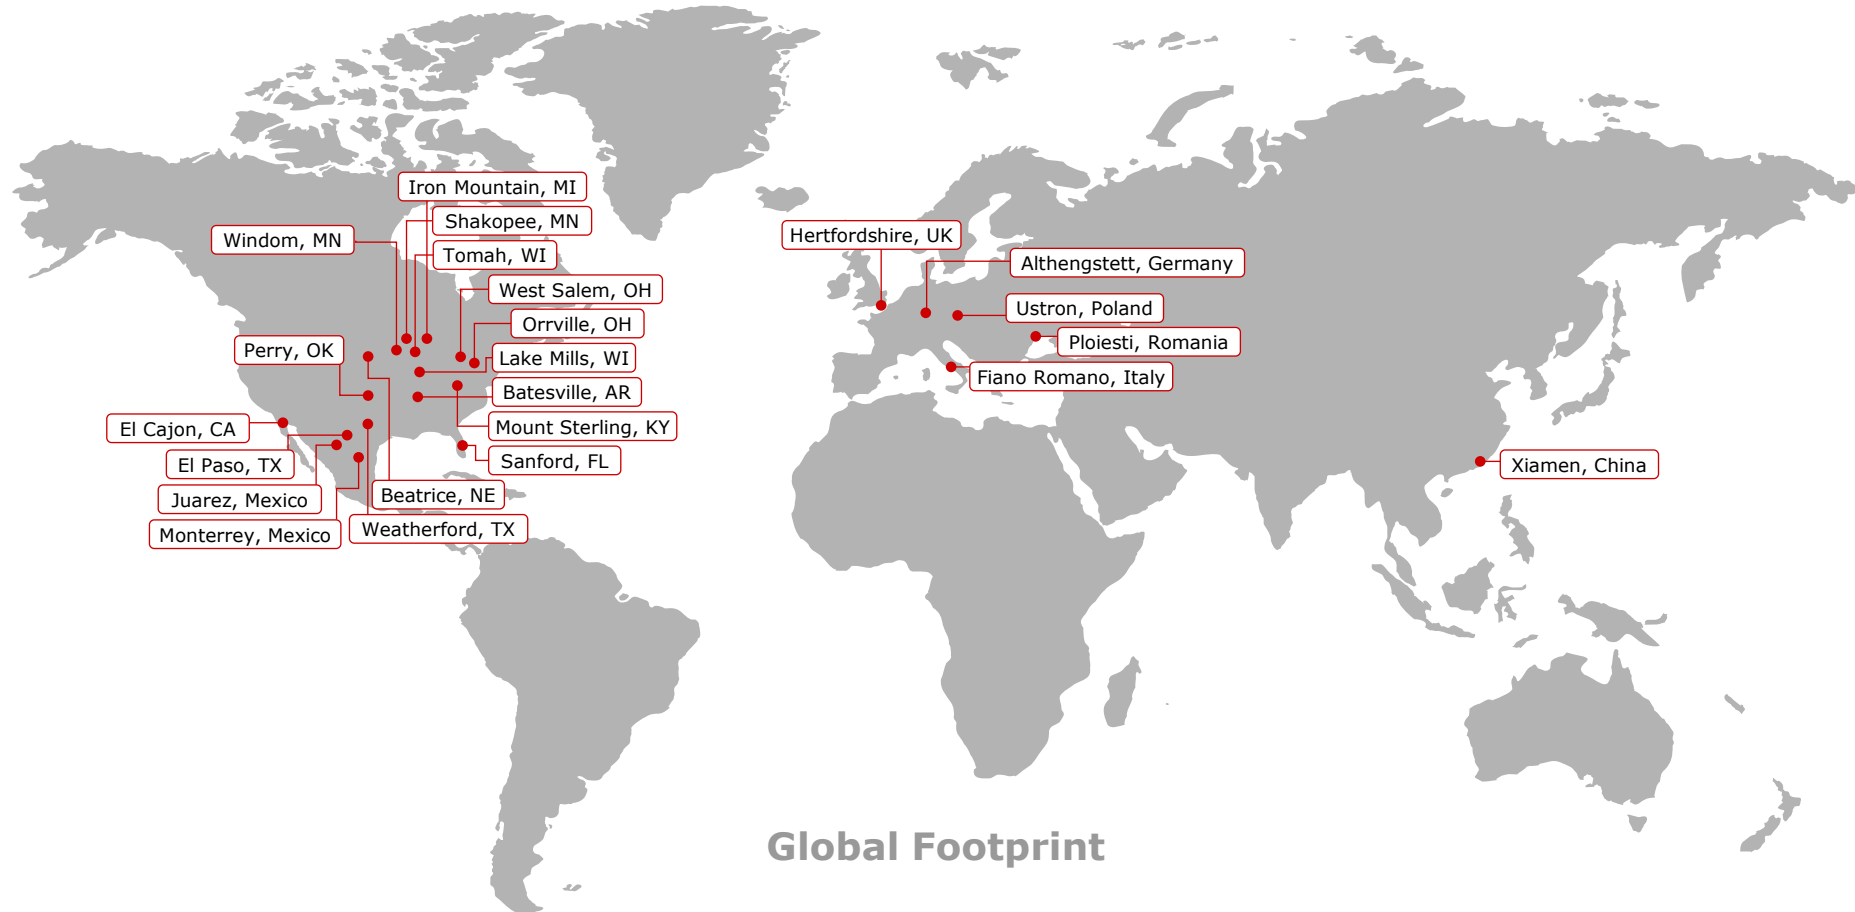 Iron Mountain, MI
Shakopee, MN
Windom, MN
Tomah, WI
West Salem, OH
Orrville, OH
Perry, OK
Lake Mills, WI
Batesville, AR
El Cajon, CA
Mount Sterling, KY
El Paso, TX
Sanford, FL
Juarez, Mexico
Beatrice, NE
Monterrey, Mexico
Weatherford, TX
Hertfordshire, UK
Althengstett, Germany
Ustron, Poland
Ploiesti, Romania
Fiano Romano, Italy
Xiamen, China
Global Footprint